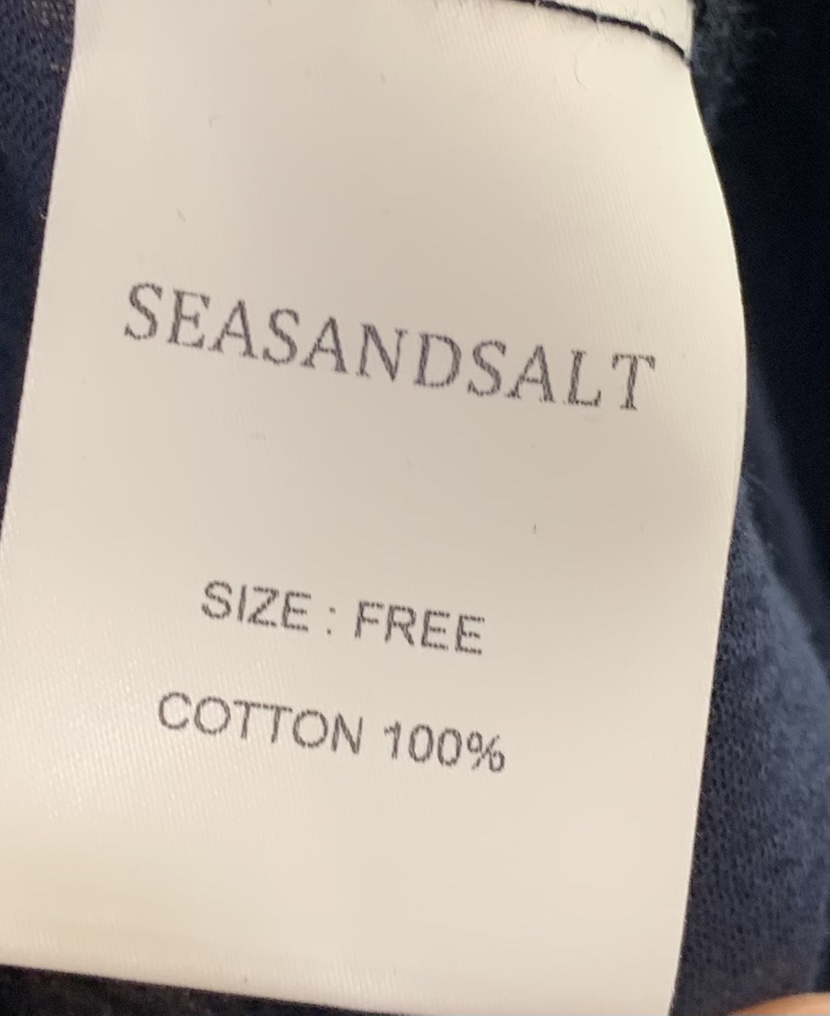 SEASANDSALT
SIZE : FREE
COTTON 100%